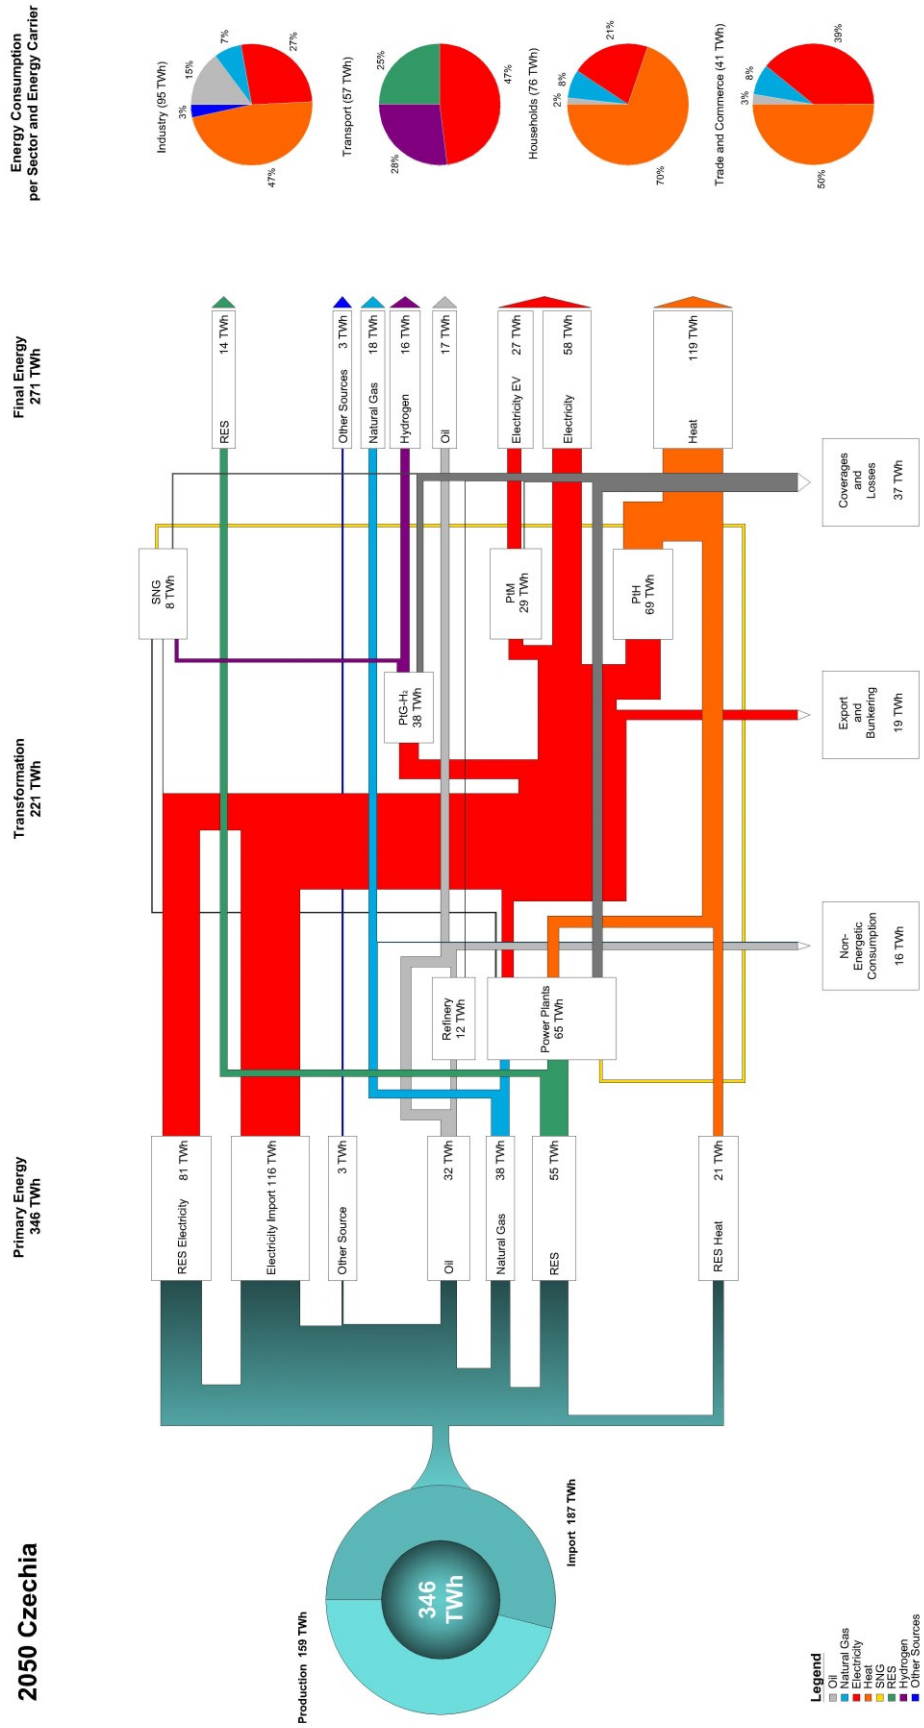 2050 Czechia
Primary Energy
346 TWh
Transformation
221 TWh
Final Energy
271 TWh
Energy Consumption
per Sector and Energy Carrier
Production 159 TWh
346
TWh
Import 187 TWh
RES Electricity 81 TWh
Electricity Import 116 TWh
Other Source 3 TWh
Oil 32 TWh
Natural Gas 38 TWh
RES 55 TWh
RES Heat 21 TWh
Refinery
12 TWh
Power Plants
65 TWh
SNG
8 TWh
PtG-H₂
38 TWh
PtM
29 TWh
PtH
69 TWh
RES 14 TWh
Other Sources 3 TWh
Natural Gas 18 TWh
Hydrogen 16 TWh
Oil 17 TWh
Electricity EV 27 TWh
Electricity 58 TWh
Heat 119 TWh
Non-
Energetic
Consumption
16 TWh
Export
and
Bunkering
19 TWh
Coverages
and
Losses
37 TWh
Industry (95 TWh)
3%
15%
7%
27%
47%
Transport (57 TWh)
25%
47%
28%
Households (76 TWh)
2%
8%
21%
70%
Trade and Commerce (41 TWh)
3%
8%
39%
50%
Legend
Oil
Natural Gas
Electricity
Heat
SNG
RES
Hydrogen
Other Sources